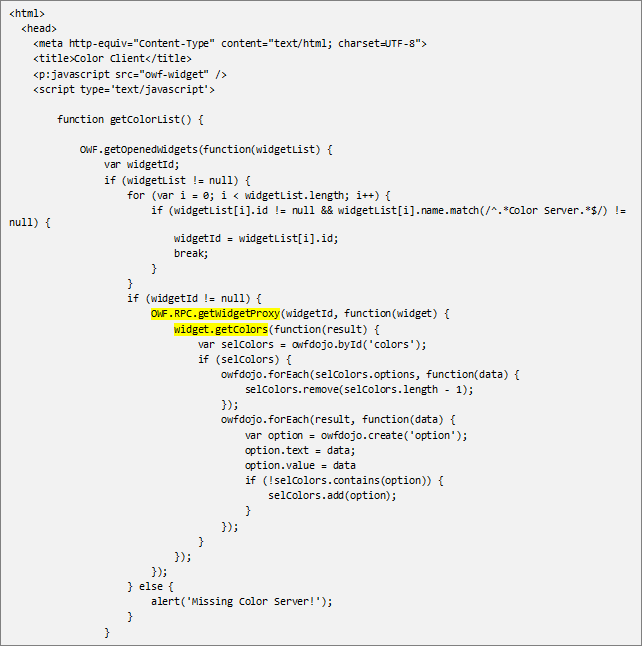 <html>
<head>
<meta http-equiv="Content-Type" content="text/html; charset=UTF-8">
<title>Color Client</title>
<p:javascript src="owf-widget" />
<script type='text/javascript'>
function getColorList() {
OWF.getOpenedWidgets(function(widgetList) {
var widgetId;
if (widgetList != null) {
for (var i = 0; i < widgetList.length; i++) {
if (widgetList[i].id != null && widgetList[i].name.match(/^.*Color Server.*$/) !=
null) {
widgetId = widgetList[i].id;
break;
}
}
if (widgetId != null) {
OWF.RPC.getWidgetProxy(widgetId, function(widget) {
widget.getColors(function(result) {
var selColors = owfdojo.byId('colors');
if (selColors) {
owfdojo.forEach(selColors.options, function(data) {
selColors.remove(selColors.length - 1);
});
owfdojo.forEach(result, function(data) {
var option = owfdojo.create('option');
option.text = data;
option.value = data
if (!selColors.contains(option)) {
selColors.add(option);
}
});
}
});
});
} else {
alert('Missing Color Server!');
}
}